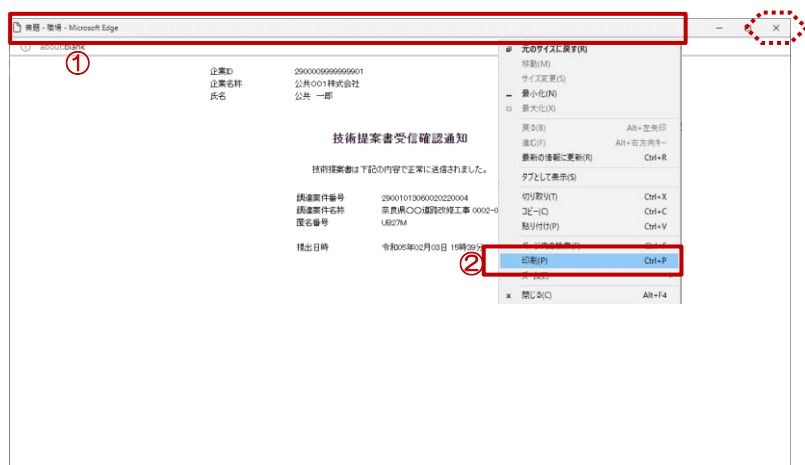 無題 - 職場 - Microsoft Edge
about:blank
①
企業ID 2900009999999901
企業名称 公共001株式会社
氏名 公共 一郎
技術提案書受信確認通知
技術提案書は下記の内容で正常に送信されました。
調達案件番号 29001013060020220004
調達案件名称 奈良県○○道路改修工事 0002-0
匿名番号 UB27M
提出日時 令和05年02月03日 15時39分
元のサイズに戻す(R)
移動(M)
サイズ変更(S)
最小化(N)
最大化(X)
戻る(B) Alt+左矢印
進む(F) Alt+右方向キー
最新の情報に更新(R) Ctrl+R
タブとして表示(S)
切り取り(T) Ctrl+X
コピー(C) Ctrl+C
貼り付け(P) Ctrl+V
②
印刷(P) Ctrl+P
閉じる(C) Alt+F4